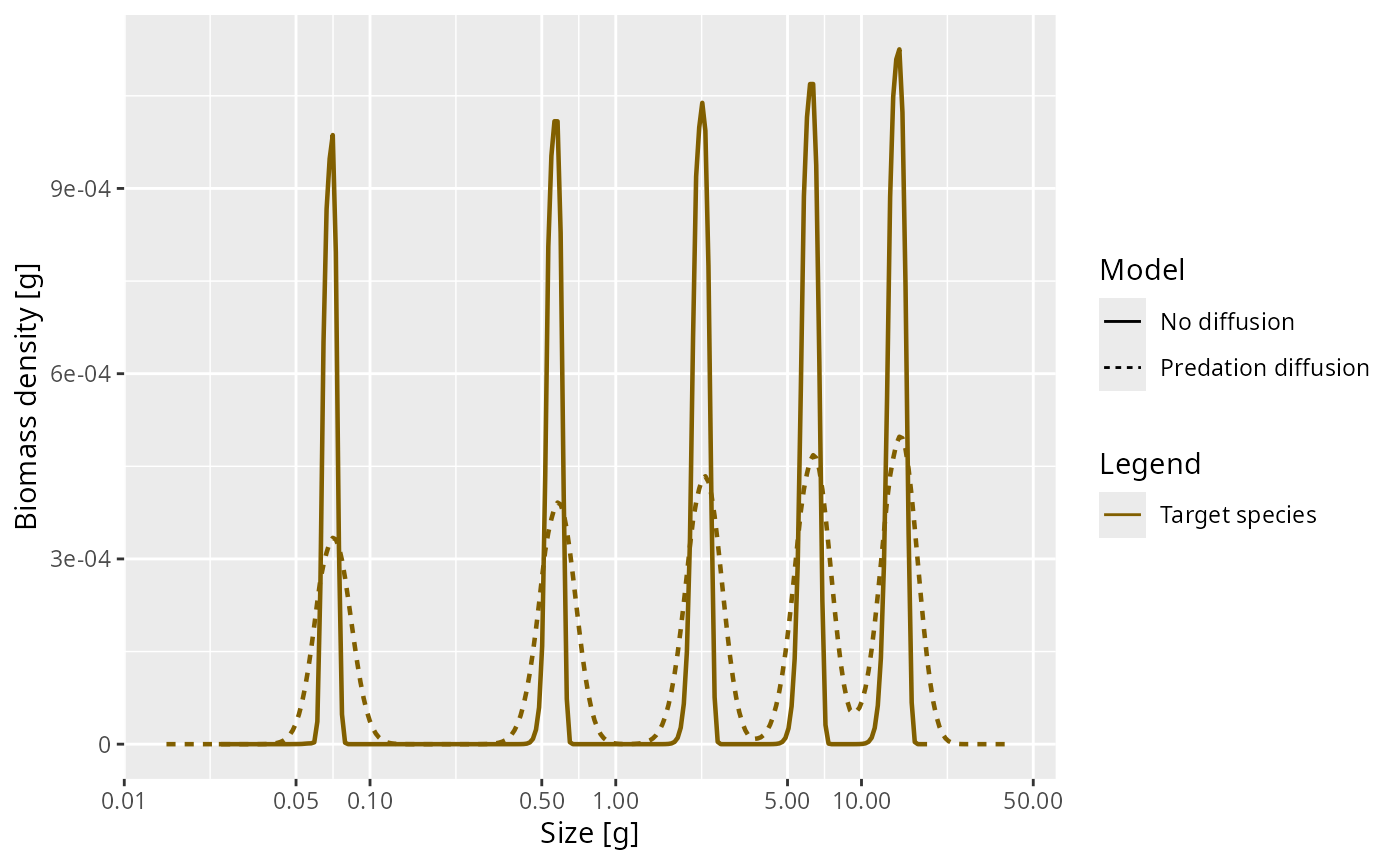 Biomass density [g]
9e-04
6e-04
3e-04
0
0.01 0.05 0.10 0.50 1.00 5.00 10.00 50.00
Size [g]
Model
No diffusion
Predation diffusion
Legend
Target species